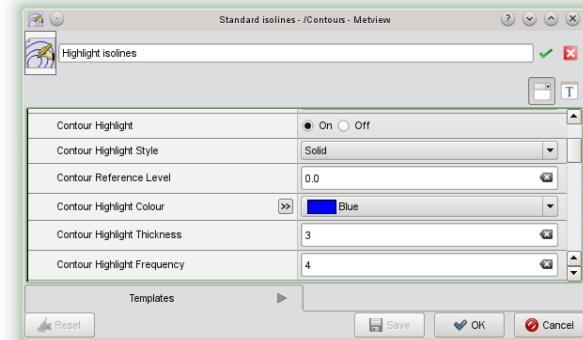 Standard isolines - /Contours - Metview
Highlight isolines
T
Contour Highlight On Off
Contour Highlight Style Solid
Contour Reference Level 0.0
Contour Highlight Colour Blue
Contour Highlight Thickness 3
Contour Highlight Frequency 4
Templates
Reset Save OK Cancel